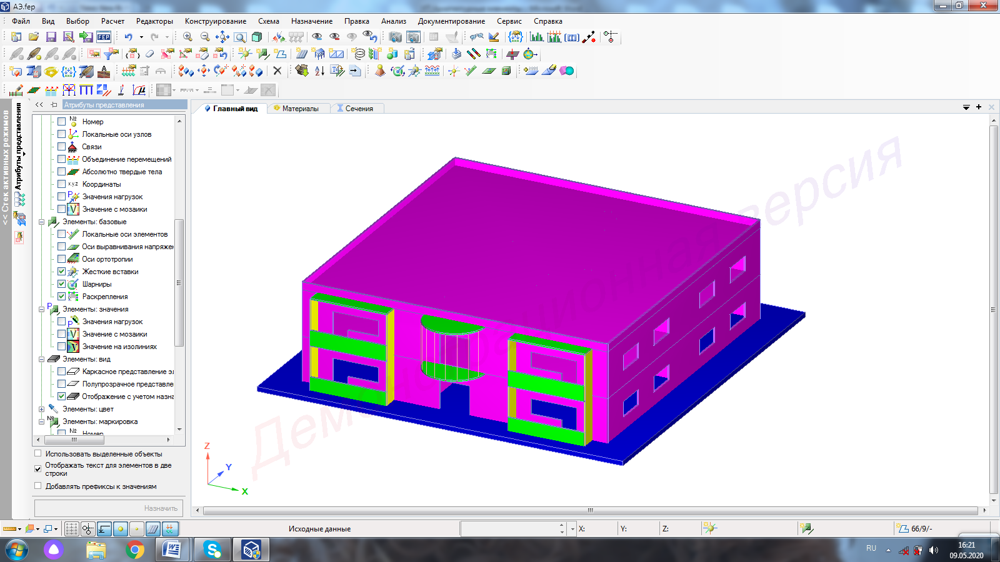 АЭ.fep
Файл Вид Выбор Расчет Редакторы Конструирование Схема Назначение Правка Анализ Документирование Сервис Справка
FEP
<< Стек активных режимов
Атрибуты представления
Атрибуты представления
Главный вид Материалы Сечения
Номер
Локальные оси узлов
Связи
Объединение перемещений
Абсолютно твердые тела
x,y,z Координаты
Значения нагрузок
Значение с мозаики
Элементы: базовые
Локальные оси элементов
Оси выравнивания напряжен
Оси ортотропии
Жесткие вставки
Шарниры
Раскрепления
Элементы: значения
Значения нагрузок
Значение с мозаики
Значение на изолиниях
Элементы: вид
Каркасное представление эл
Полупрозрачное представле
Отображение с учетом назна
Элементы: цвет
Элементы: маркировка
Номер
Использовать выделенные объекты
Отображать текст для элементов в две
строки
Добавлять префиксы к значениям
Назначить
Z
Y
X
Исходные данные X: Y: Z: 66/9/-
RU 16:21
09.05.2020